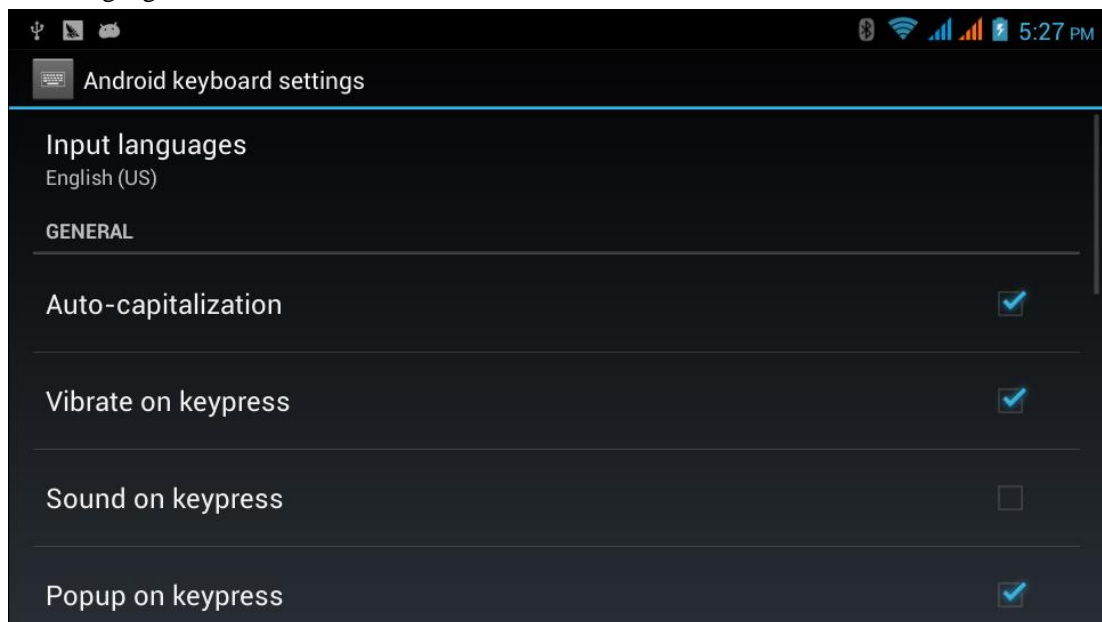 5:27 PM
Android keyboard settings
Input languages
English (US)
GENERAL
Auto-capitalization
Vibrate on keypress
Sound on keypress
Popup on keypress